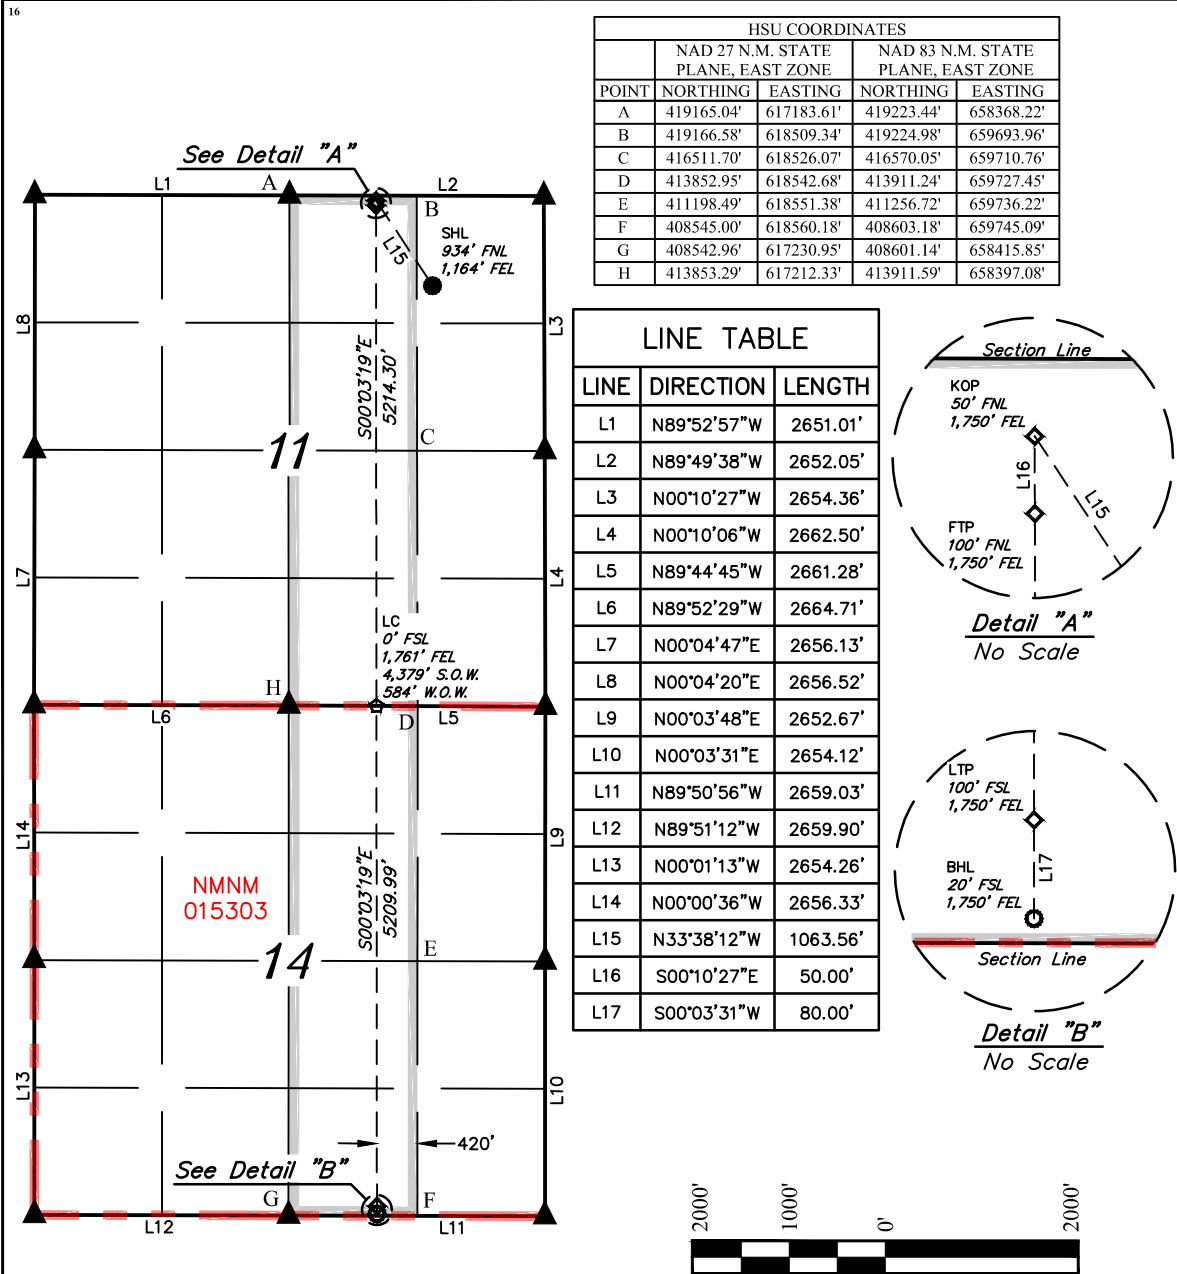 16
HSU COORDINATES
NAD 27 N.M. STATE PLANE, EAST ZONE NAD 83 N.M. STATE PLANE, EAST ZONE
POINT NORTHING EASTING NORTHING EASTING
A 419165.04' 617183.61' 419223.44' 658368.22'
B 419166.58' 618509.34' 419224.98' 659693.96'
C 416511.70' 618526.07' 416570.05' 659710.76'
D 413852.95' 618542.68' 413911.24' 659727.45'
E 411198.49' 618551.38' 411256.72' 659736.22'
F 408545.00' 618560.18' 408603.18' 659745.09'
G 408542.96' 617230.95' 408601.14' 658415.85'
H 413853.29' 617212.33' 413911.59' 658397.08'
See Detail "A"
L1 A L2
B
SHL
934' FNL
1,164' FEL
L15
L8
L3
S00°03'19"E
5214.30'
11
C
L7
L4
LC
0' FSL
1,761' FEL
4,379' S.O.W.
584' W.O.W.
H
L6 D L5
L14
L9
S00°03'19"E
5209.99'
NMNM
015303
14
E
L13
L10
420'
See Detail "B"
G F
L12 L11
LINE TABLE
LINE DIRECTION LENGTH
L1 N89°52'57"W 2651.01'
L2 N89°49'38"W 2652.05'
L3 N00°10'27"W 2654.36'
L4 N00°10'06"W 2662.50'
L5 N89°44'45"W 2661.28'
L6 N89°52'29"W 2664.71'
L7 N00°04'47"E 2656.13'
L8 N00°04'20"E 2656.52'
L9 N00°03'48"E 2652.67'
L10 N00°03'31"E 2654.12'
L11 N89°50'56"W 2659.03'
L12 N89°51'12"W 2659.90'
L13 N00°01'13"W 2654.26'
L14 N00°00'36"W 2656.33'
L15 N33°38'12"W 1063.56'
L16 S00°10'27"E 50.00'
L17 S00°03'31"W 80.00'
Section Line
KOP
50' FNL
1,750' FEL
L16
L15
FTP
100' FNL
1,750' FEL
Detail "A"
No Scale
LTP
100' FSL
1,750' FEL
L17
BHL
20' FSL
1,750' FEL
Section Line
Detail "B"
No Scale
2000' 1000' 0' 2000'